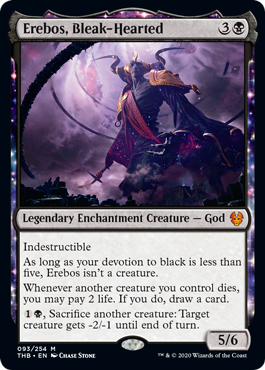 Erebos, Bleak-Hearted 3
Legendary Enchantment Creature — God
Indestructible
As long as your devotion to black is less than
five, Erebos isn't a creature.
Whenever another creature you control dies,
you may pay 2 life. If you do, draw a card.
1 , Sacrifice another creature: Target
creature gets -2/-1 until end of turn.
5/6
093/254 M
THB • EN Chase Stone ™ & © 2020 Wizards of the Coast